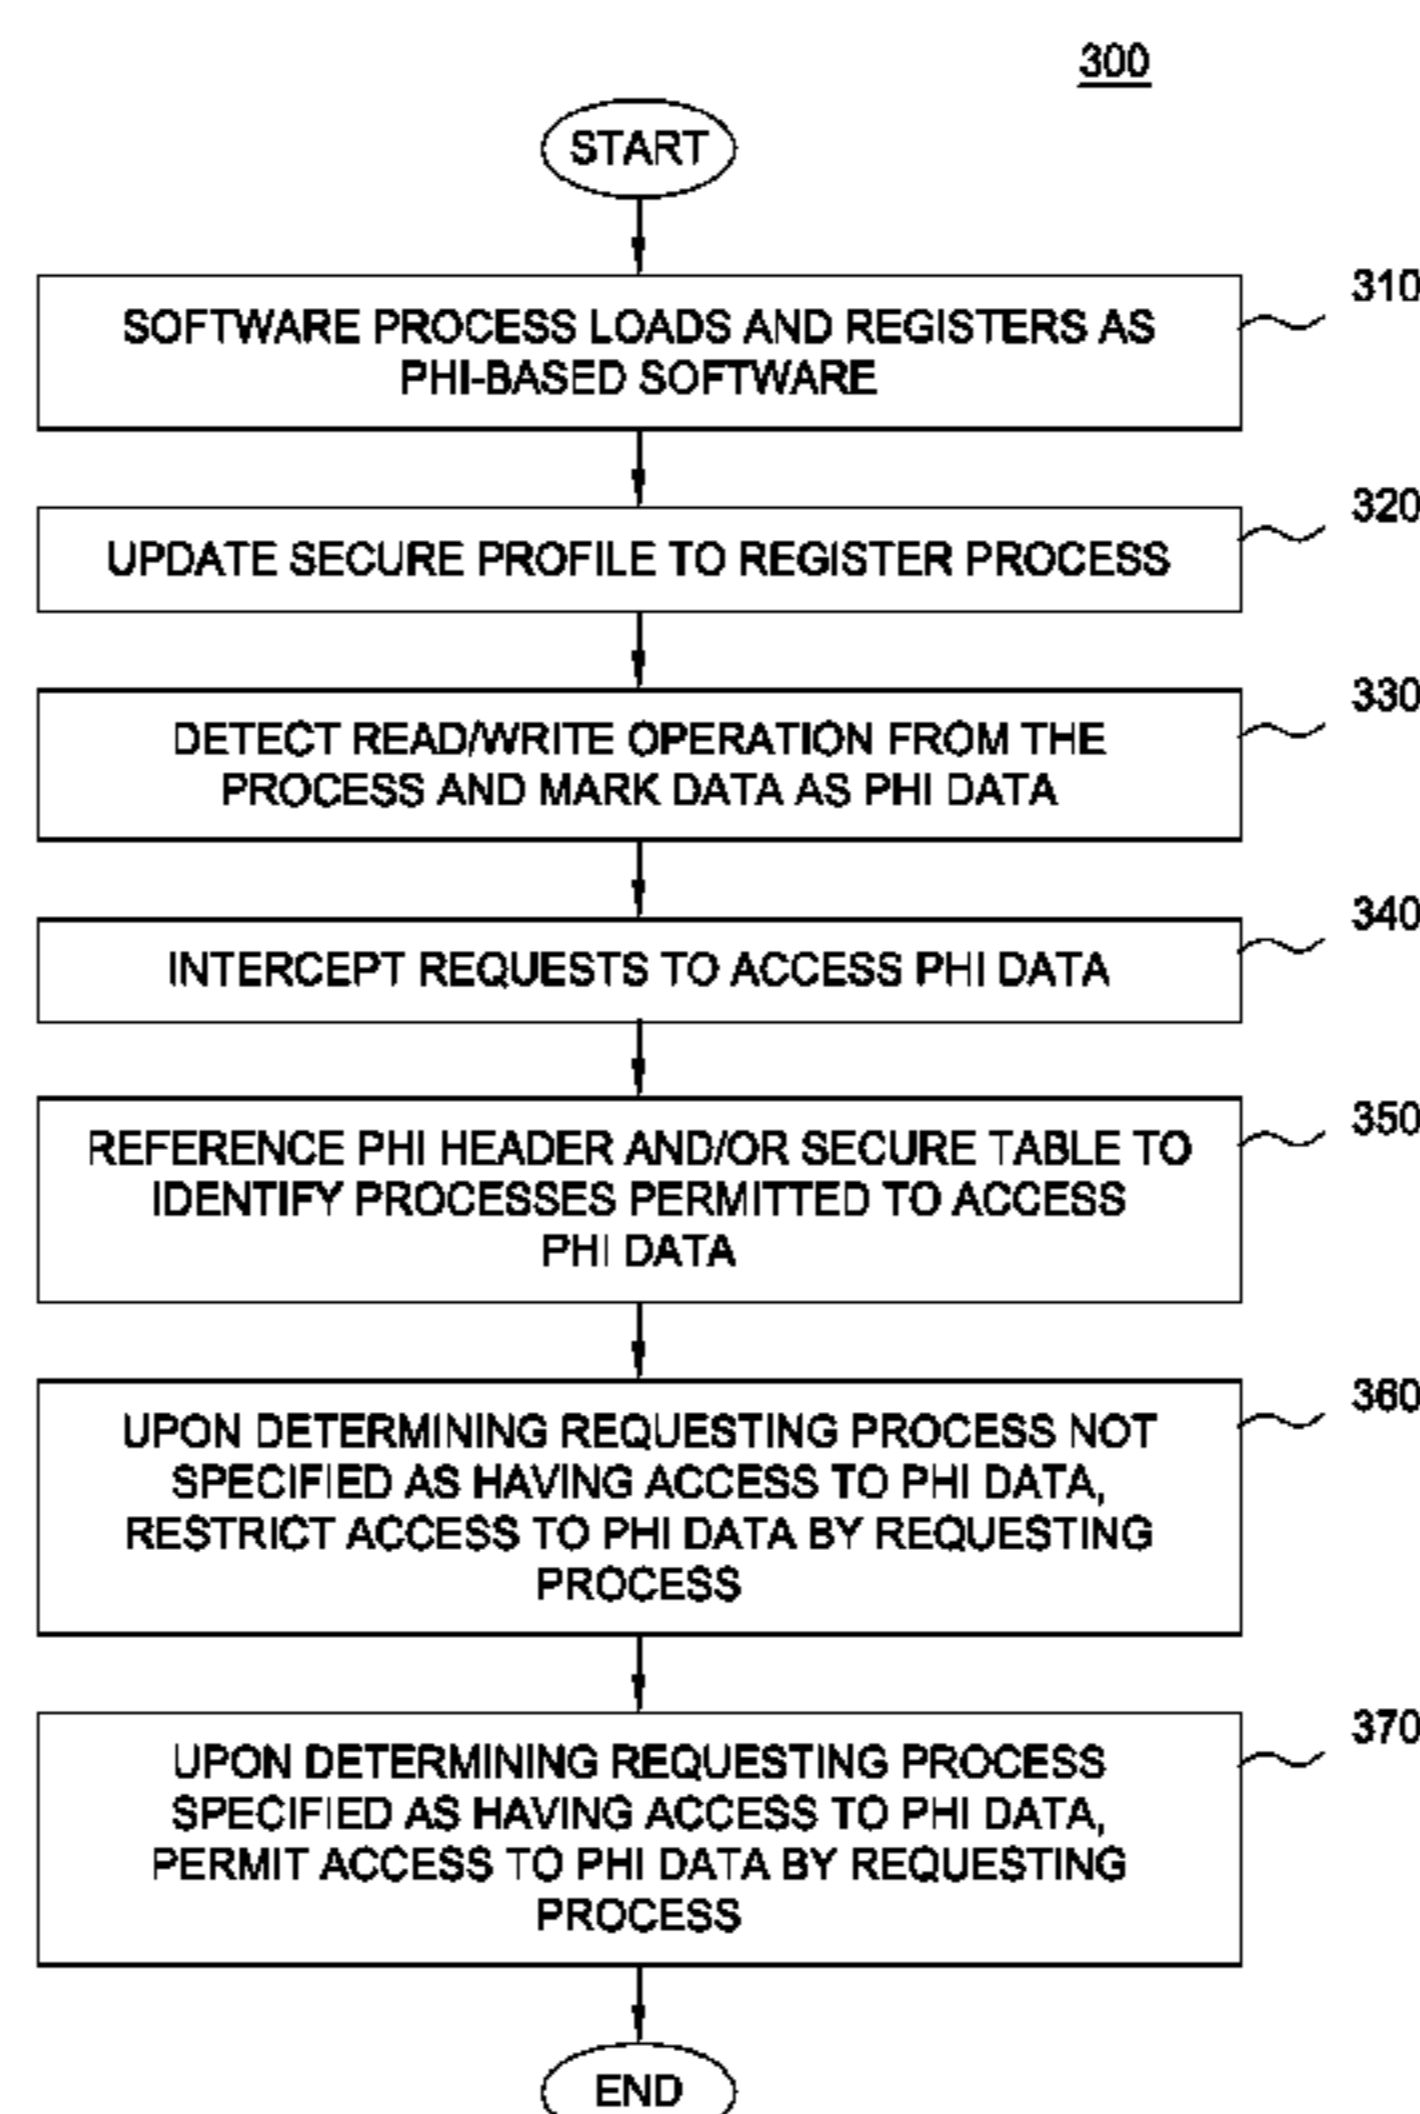 300
START
310
SOFTWARE PROCESS LOADS AND REGISTERS AS
PHI-BASED SOFTWARE
320
UPDATE SECURE PROFILE TO REGISTER PROCESS
330
DETECT READ/WRITE OPERATION FROM THE
PROCESS AND MARK DATA AS PHI DATA
340
INTERCEPT REQUESTS TO ACCESS PHI DATA
350
REFERENCE PHI HEADER AND/OR SECURE TABLE TO
IDENTIFY PROCESSES PERMITTED TO ACCESS
PHI DATA
360
UPON DETERMINING REQUESTING PROCESS NOT
SPECIFIED AS HAVING ACCESS TO PHI DATA,
RESTRICT ACCESS TO PHI DATA BY REQUESTING
PROCESS
370
UPON DETERMINING REQUESTING PROCESS
SPECIFIED AS HAVING ACCESS TO PHI DATA,
PERMIT ACCESS TO PHI DATA BY REQUESTING
PROCESS
END